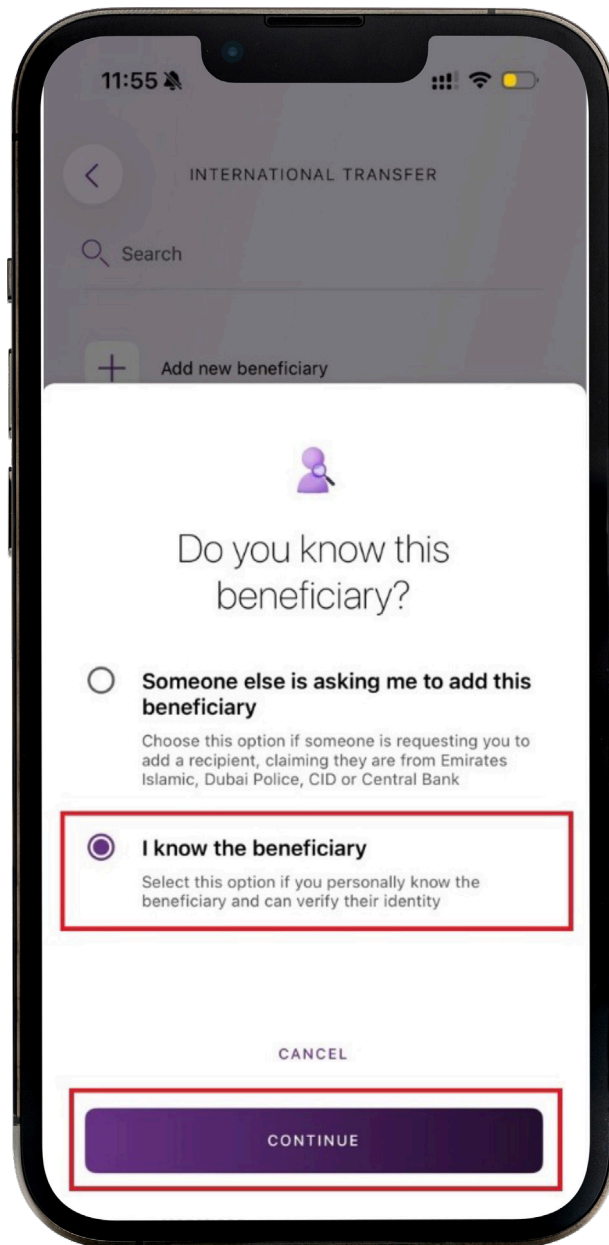 11:55
INTERNATIONAL TRANSFER
Search
Add new beneficiary
Do you know this
beneficiary?
Someone else is asking me to add this
beneficiary
Choose this option if someone is requesting you to
add a recipient, claiming they are from Emirates
Islamic, Dubai Police, CID or Central Bank
I know the beneficiary
Select this option if you personally know the
beneficiary and can verify their identity
CANCEL
CONTINUE